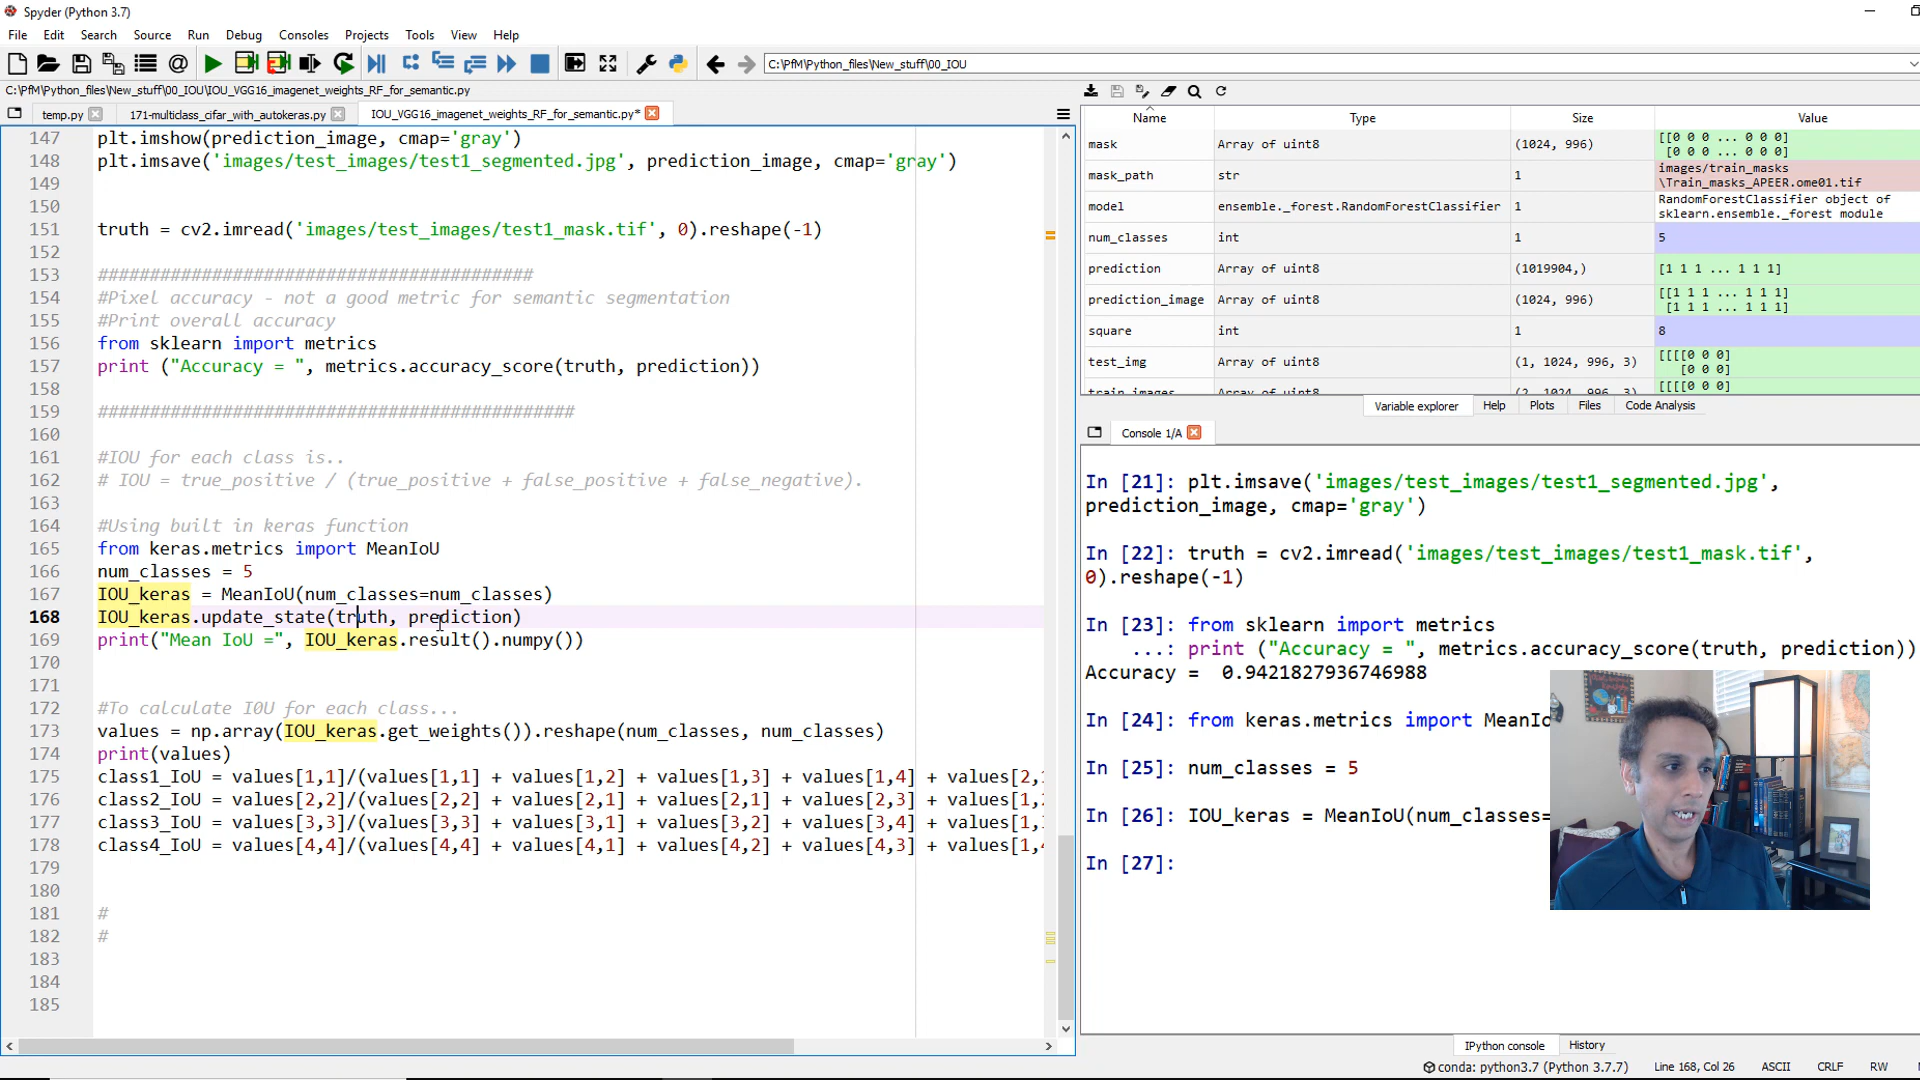 Spyder (Python 3.7)
File Edit Search Source Run Debug Consoles Projects Tools View Help
C:\PfM\Python_files\New_stuff\00_IOU
C:\PfM\Python_files\New_stuff\00_IOU\IOU_VGG16_imagenet_weights_RF_for_semantic.py
temp.py 171-multiclass_cifar_with_autokeras.py IOU_VGG16_imagenet_weights_RF_for_semantic.py*
147 plt.imshow(prediction_image, cmap='gray')
148 plt.imsave('images/test_images/test1_segmented.jpg', prediction_image, cmap='gray')
149
150
151 truth = cv2.imread('images/test_images/test1_mask.tif', 0).reshape(-1)
152
153 ##########################################
154 #Pixel accuracy - not a good metric for semantic segmentation
155 #Print overall accuracy
156 from sklearn import metrics
157 print ("Accuracy = ", metrics.accuracy_score(truth, prediction))
158
159 ##############################################
160
161 #IOU for each class is..
162 # IOU = true_positive / (true_positive + false_positive + false_negative).
163
164 #Using built in keras function
165 from keras.metrics import MeanIoU
166 num_classes = 5
167 IOU_keras = MeanIoU(num_classes=num_classes)
168 IOU_keras.update_state(truth, prediction)
169 print("Mean IoU =", IOU_keras.result().numpy())
170
171
172 #To calculate I0U for each class...
173 values = np.array(IOU_keras.get_weights()).reshape(num_classes, num_classes)
174 print(values)
175 class1_IoU = values[1,1]/(values[1,1] + values[1,2] + values[1,3] + values[1,4] + values[2,
176 class2_IoU = values[2,2]/(values[2,2] + values[2,1] + values[2,1] + values[2,3] + values[1,
177 class3_IoU = values[3,3]/(values[3,3] + values[3,1] + values[3,2] + values[3,4] + values[1,
178 class4_IoU = values[4,4]/(values[4,4] + values[4,1] + values[4,2] + values[4,3] + values[1,
179
180
181 #
182 #
183
184
185
Name Type Size Value
mask Array of uint8 (1024, 996) [[0 0 0 ... 0 0 0]
[0 0 0 ... 0 0 0]
mask_path str 1 images/train_masks
\Train_masks_APEER.ome01.tif
model ensemble._forest.RandomForestClassifier 1 RandomForestClassifier object of
sklearn.ensemble._forest module
num_classes int 1 5
prediction Array of uint8 (1019904,) [1 1 1 ... 1 1 1]
prediction_image Array of uint8 (1024, 996) [[1 1 1 ... 1 1 1]
[1 1 1 ... 1 1 1]
square int 1 8
test_img Array of uint8 (1, 1024, 996, 3) [[[[0 0 0]
[0 0 0]
train_images Array of uint8 (2, 1024, 996, 3) [[[[0 0 0]
Variable explorer Help Plots Files Code Analysis
Console 1/A
In [21]: plt.imsave('images/test_images/test1_segmented.jpg',
prediction_image, cmap='gray')
In [22]: truth = cv2.imread('images/test_images/test1_mask.tif',
0).reshape(-1)
In [23]: from sklearn import metrics
...: print ("Accuracy = ", metrics.accuracy_score(truth, prediction))
Accuracy = 0.9421827936746988
In [24]: from keras.metrics import MeanIo
In [25]: num_classes = 5
In [26]: IOU_keras = MeanIoU(num_classes=
In [27]:
IPython console History
conda: python3.7 (Python 3.7.7) Line 168, Col 26 ASCII CRLF RW